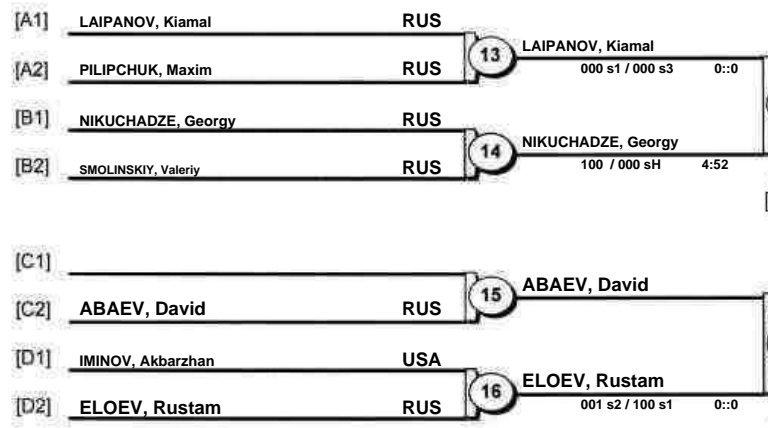 [A1] LAIPANOV, Kiamal RUS
13 LAIPANOV, Kiamal
[A2] PILIPCHUK, Maxim RUS 000 s1 / 000 s3 0::0
[B1] NIKUCHADZE, Georgy RUS
14 NIKUCHADZE, Georgy
[B2] SMOLINSKIY, Valeriy RUS 100 / 000 sH 4:52
[C1]
15 ABAEV, David
[C2] ABAEV, David RUS
[D1] IMINOV, Akbarzhan USA
16 ELOEV, Rustam
[D2] ELOEV, Rustam RUS 001 s2 / 100 s1 0::0